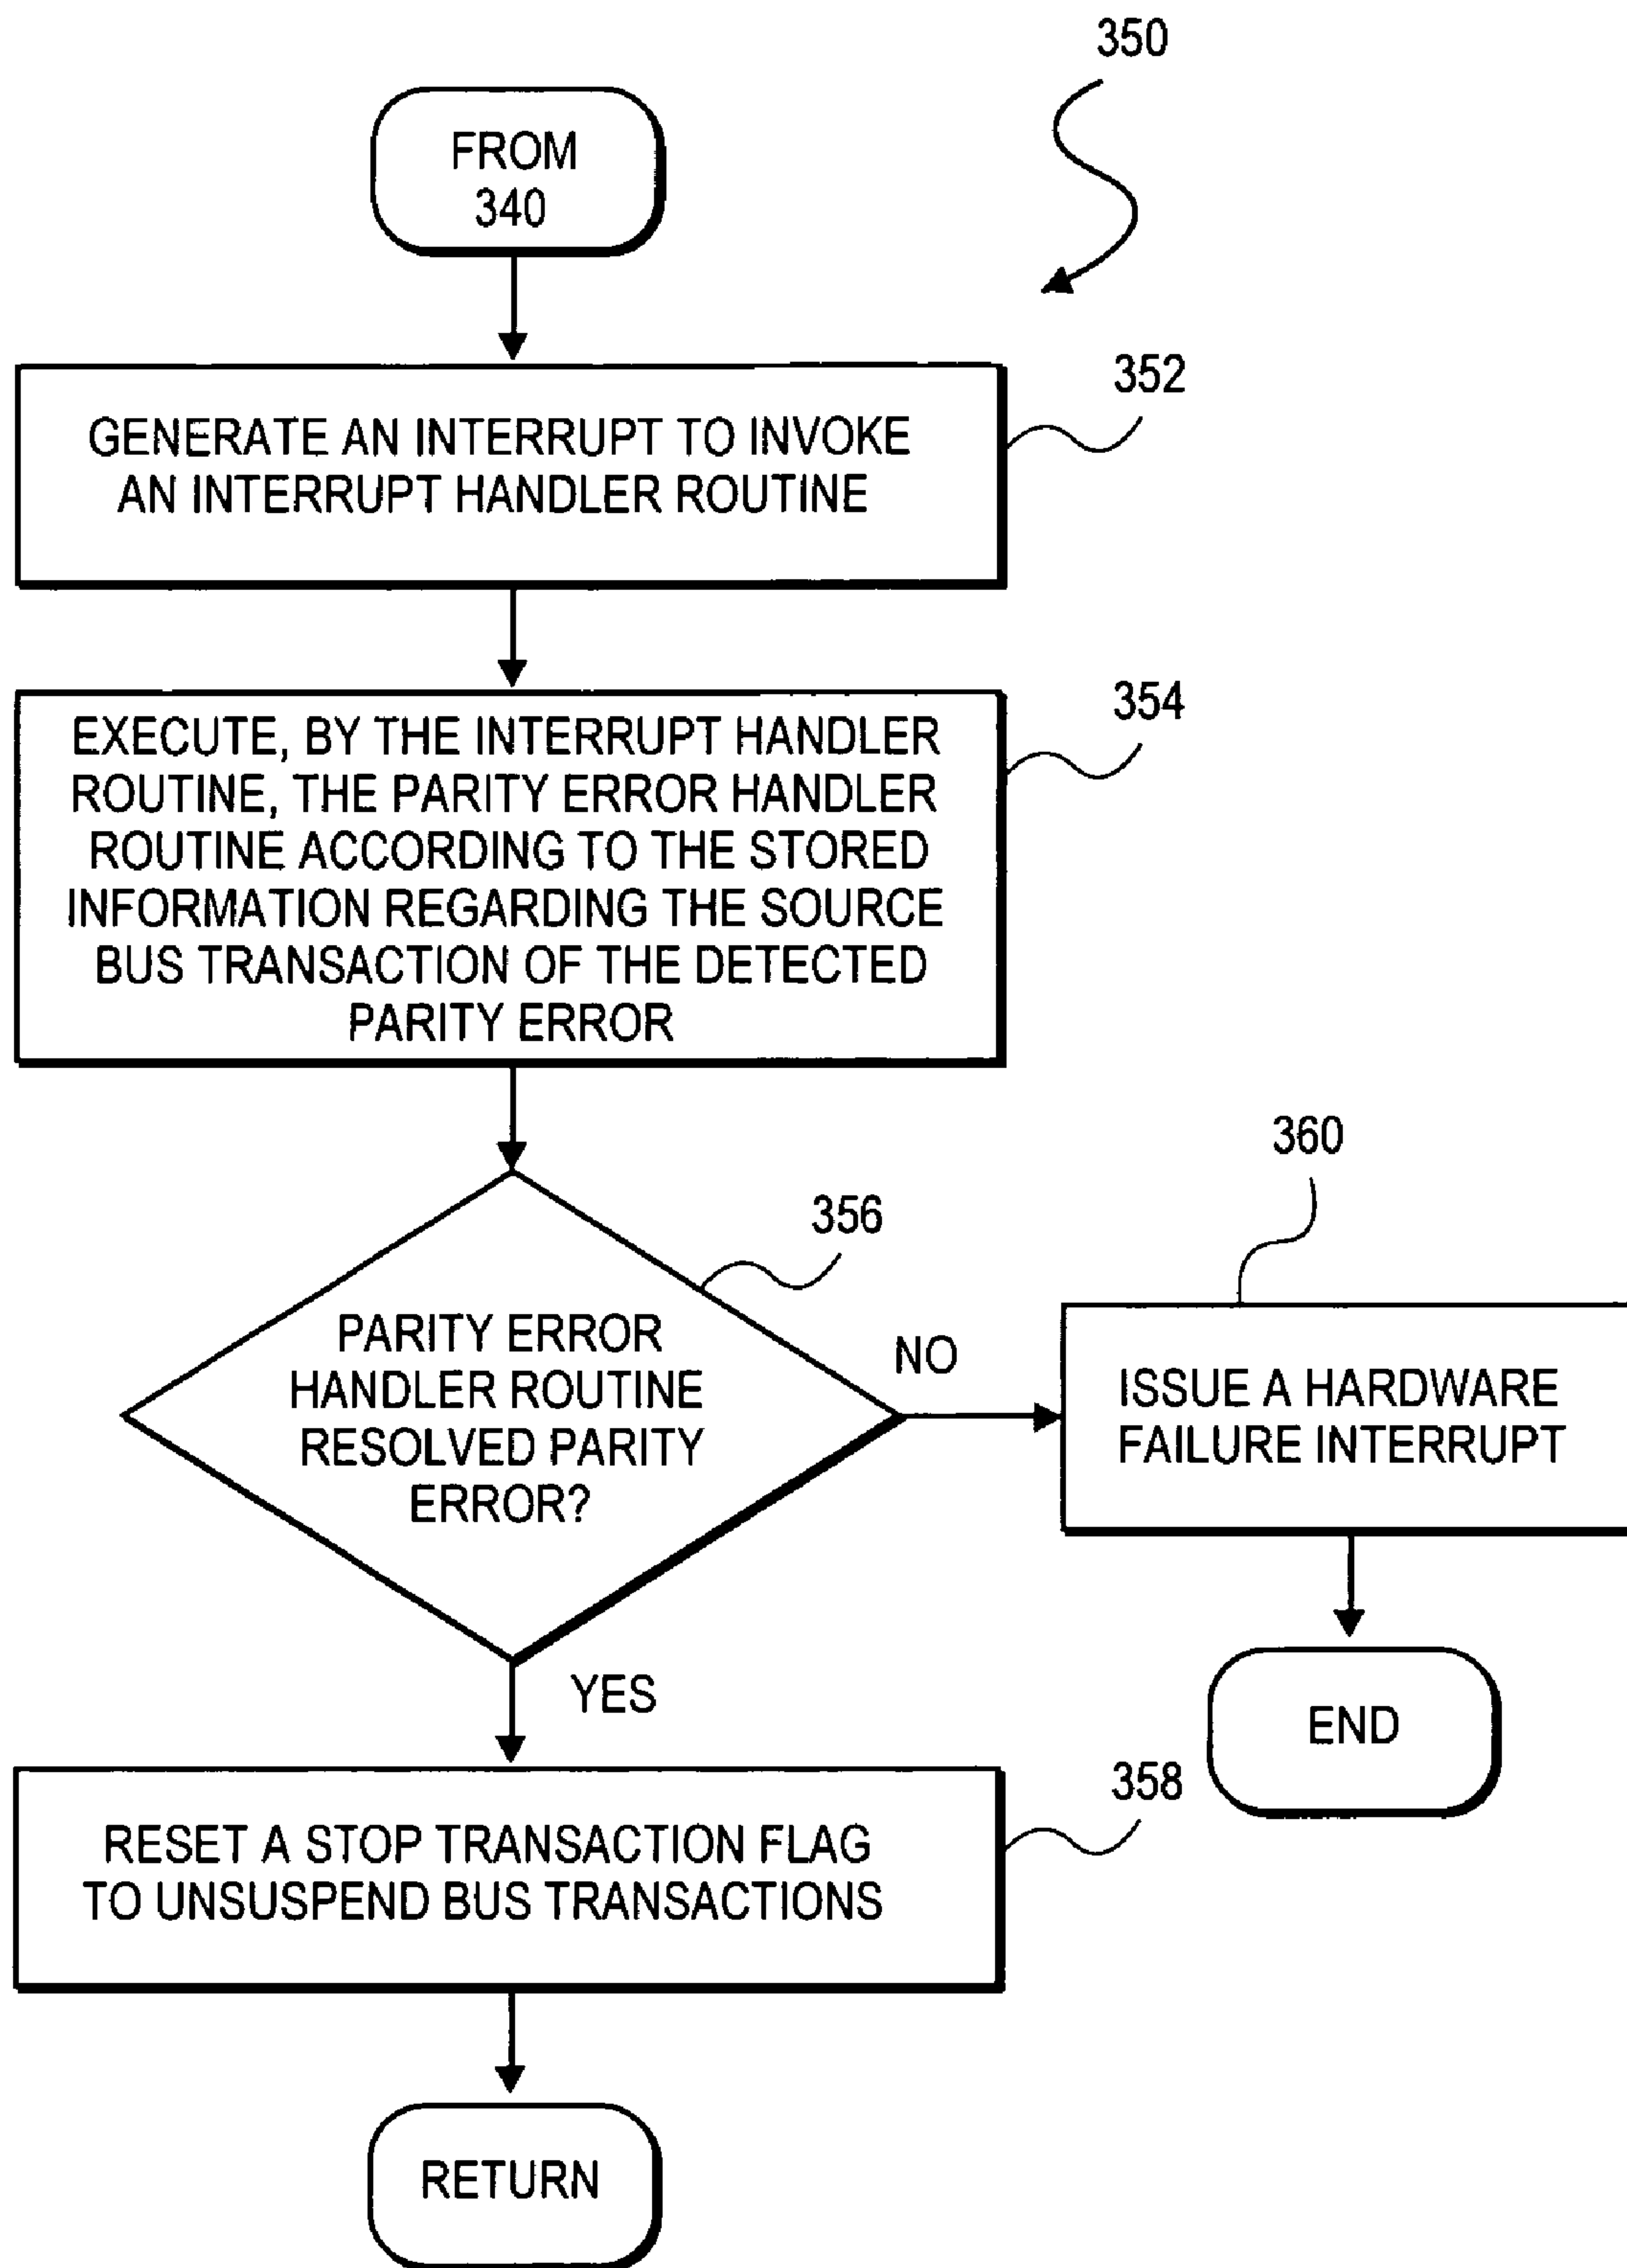 350
FROM
340
352
GENERATE AN INTERRUPT TO INVOKE
AN INTERRUPT HANDLER ROUTINE
354
EXECUTE, BY THE INTERRUPT HANDLER
ROUTINE, THE PARITY ERROR HANDLER
ROUTINE ACCORDING TO THE STORED
INFORMATION REGARDING THE SOURCE
BUS TRANSACTION OF THE DETECTED
PARITY ERROR
356
PARITY ERROR
HANDLER ROUTINE
RESOLVED PARITY
ERROR?
NO
360
ISSUE A HARDWARE
FAILURE INTERRUPT
END
YES
358
RESET A STOP TRANSACTION FLAG
TO UNSUSPEND BUS TRANSACTIONS
RETURN